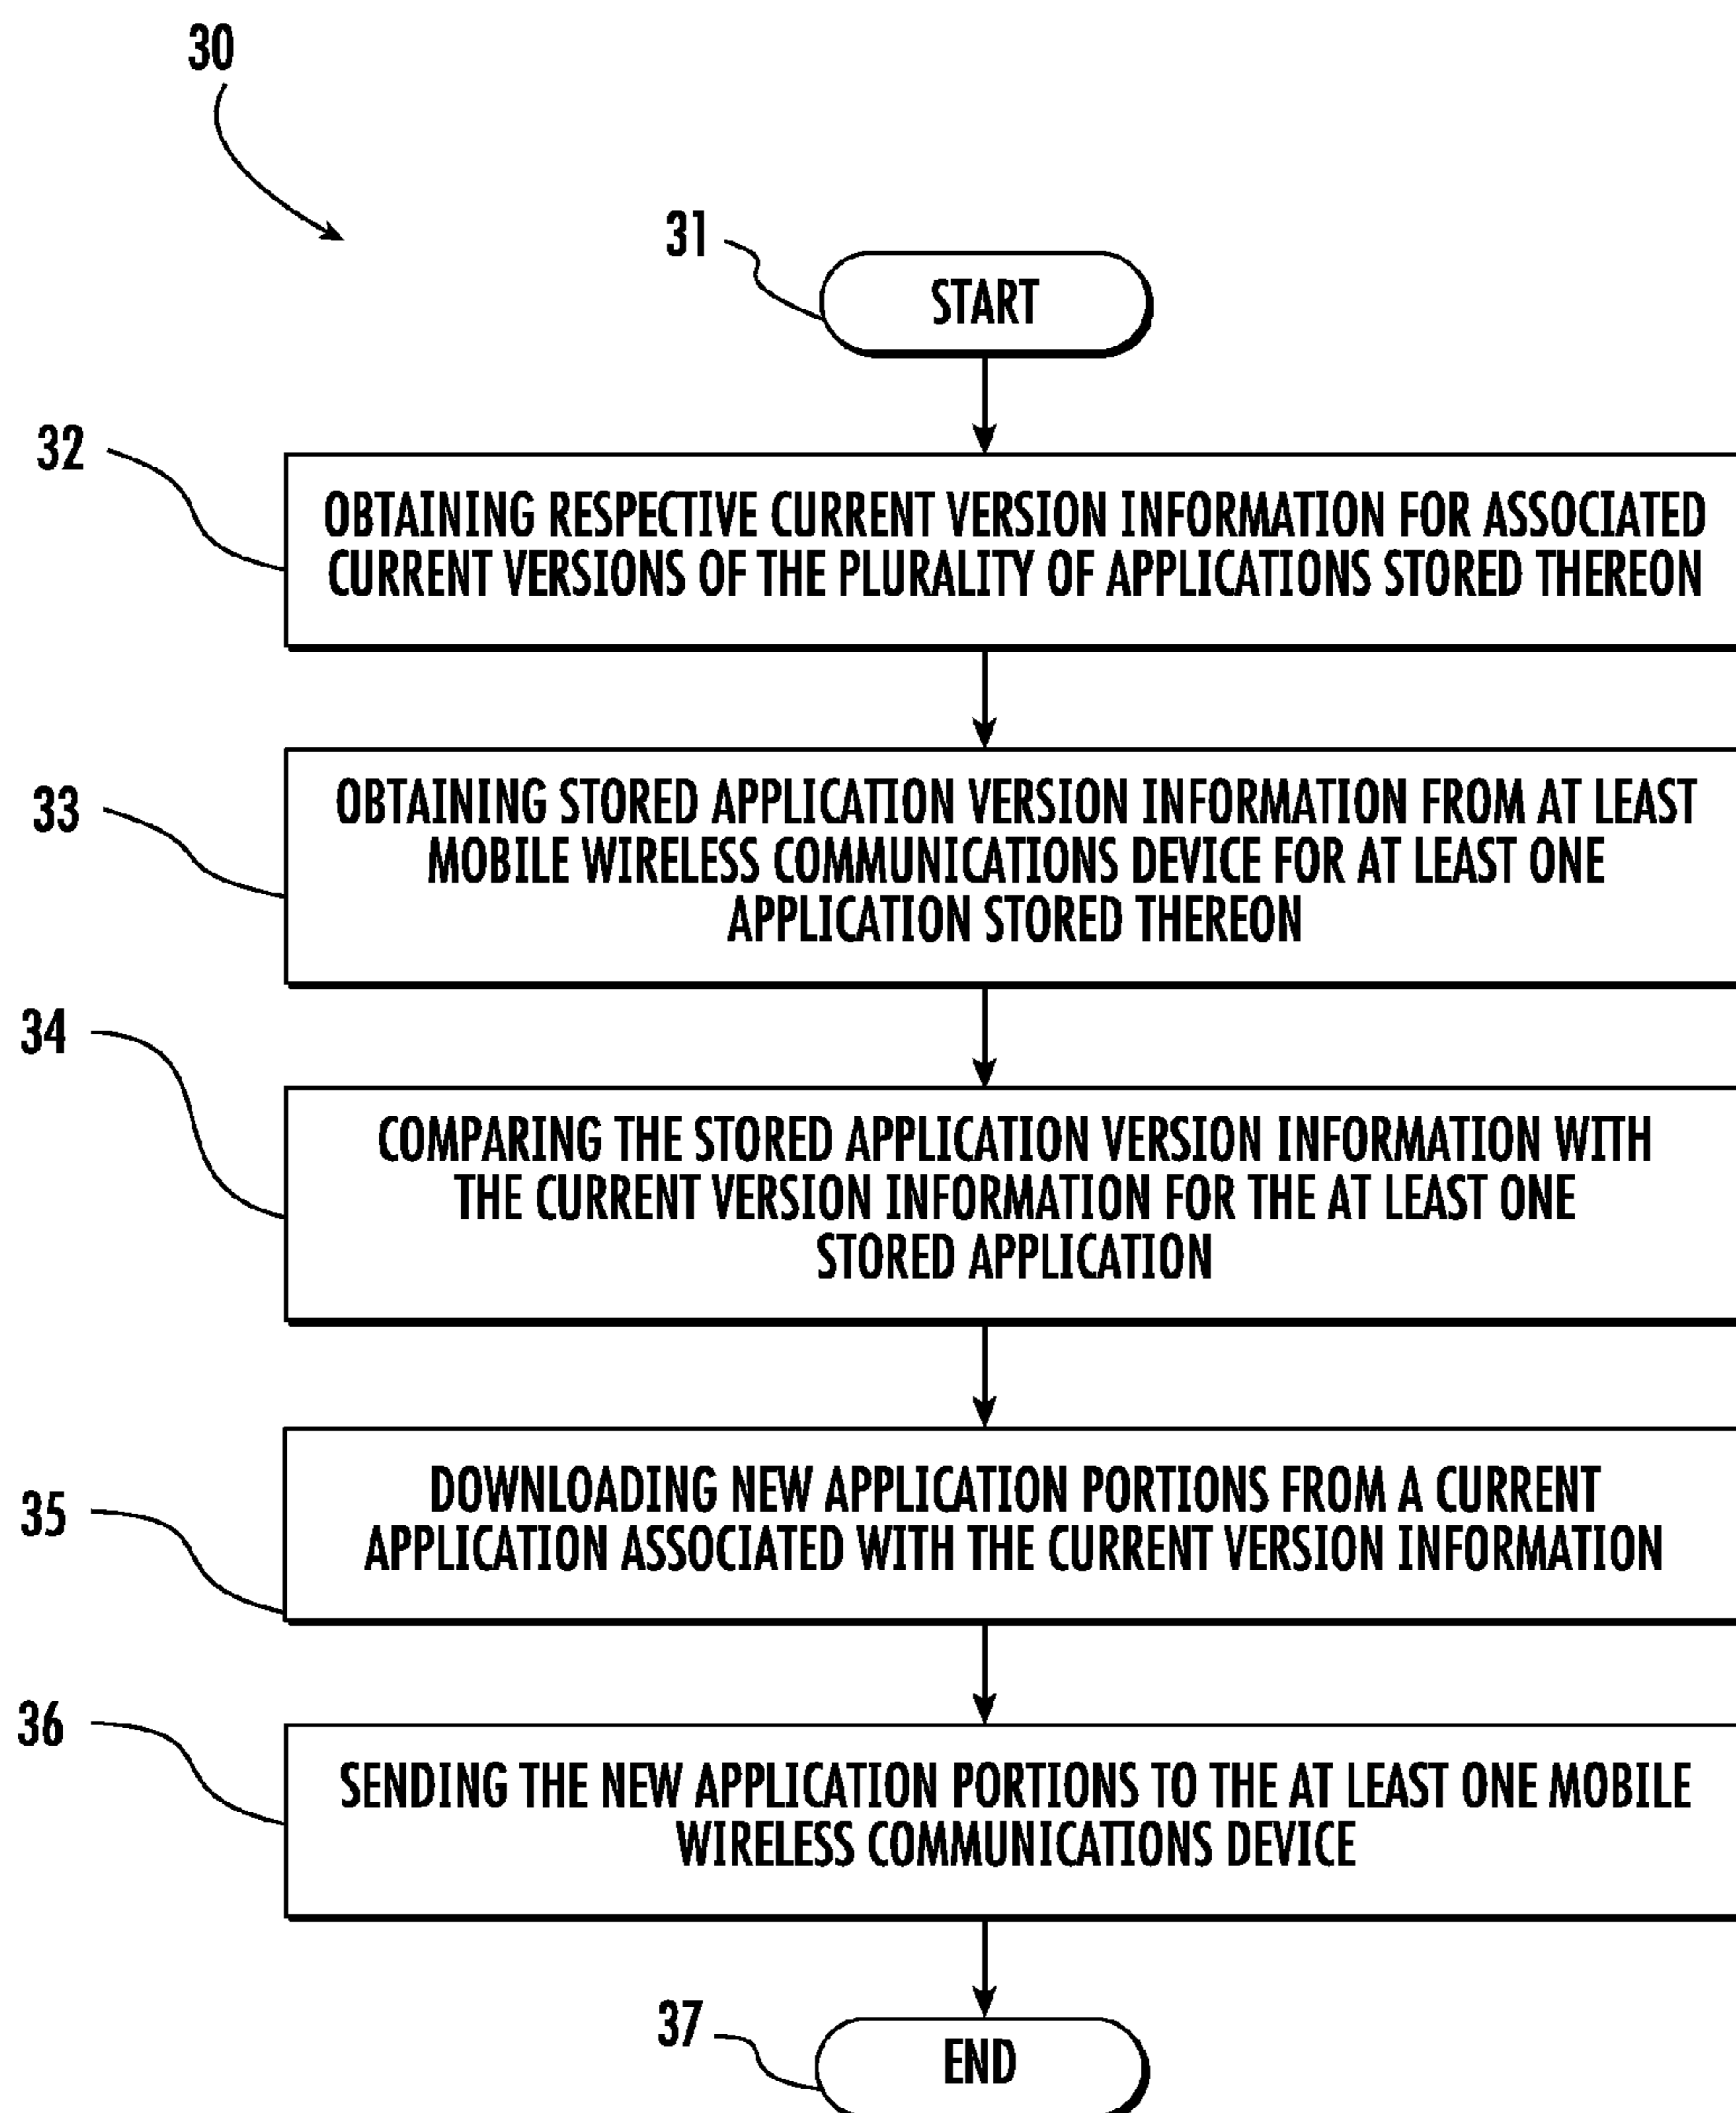 30
31
START
32
OBTAINING RESPECTIVE CURRENT VERSION INFORMATION FOR ASSOCIATED
CURRENT VERSIONS OF THE PLURALITY OF APPLICATIONS STORED THEREON
33
OBTAINING STORED APPLICATION VERSION INFORMATION FROM AT LEAST
MOBILE WIRELESS COMMUNICATIONS DEVICE FOR AT LEAST ONE
APPLICATION STORED THEREON
34
COMPARING THE STORED APPLICATION VERSION INFORMATION WITH
THE CURRENT VERSION INFORMATION FOR THE AT LEAST ONE
STORED APPLICATION
35
DOWNLOADING NEW APPLICATION PORTIONS FROM A CURRENT
APPLICATION ASSOCIATED WITH THE CURRENT VERSION INFORMATION
36
SENDING THE NEW APPLICATION PORTIONS TO THE AT LEAST ONE MOBILE
WIRELESS COMMUNICATIONS DEVICE
37
END